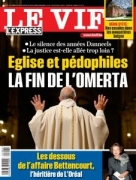 LE VIF
L'EXPRESS
• Le silence des années Danneels
• La justice est-elle allée trop loin ?
Eglise et pédophiles
LA FIN DE L'OMERTA
Les dessous
de l'affaire Bettencourt,
l'héritière de L'Oréal